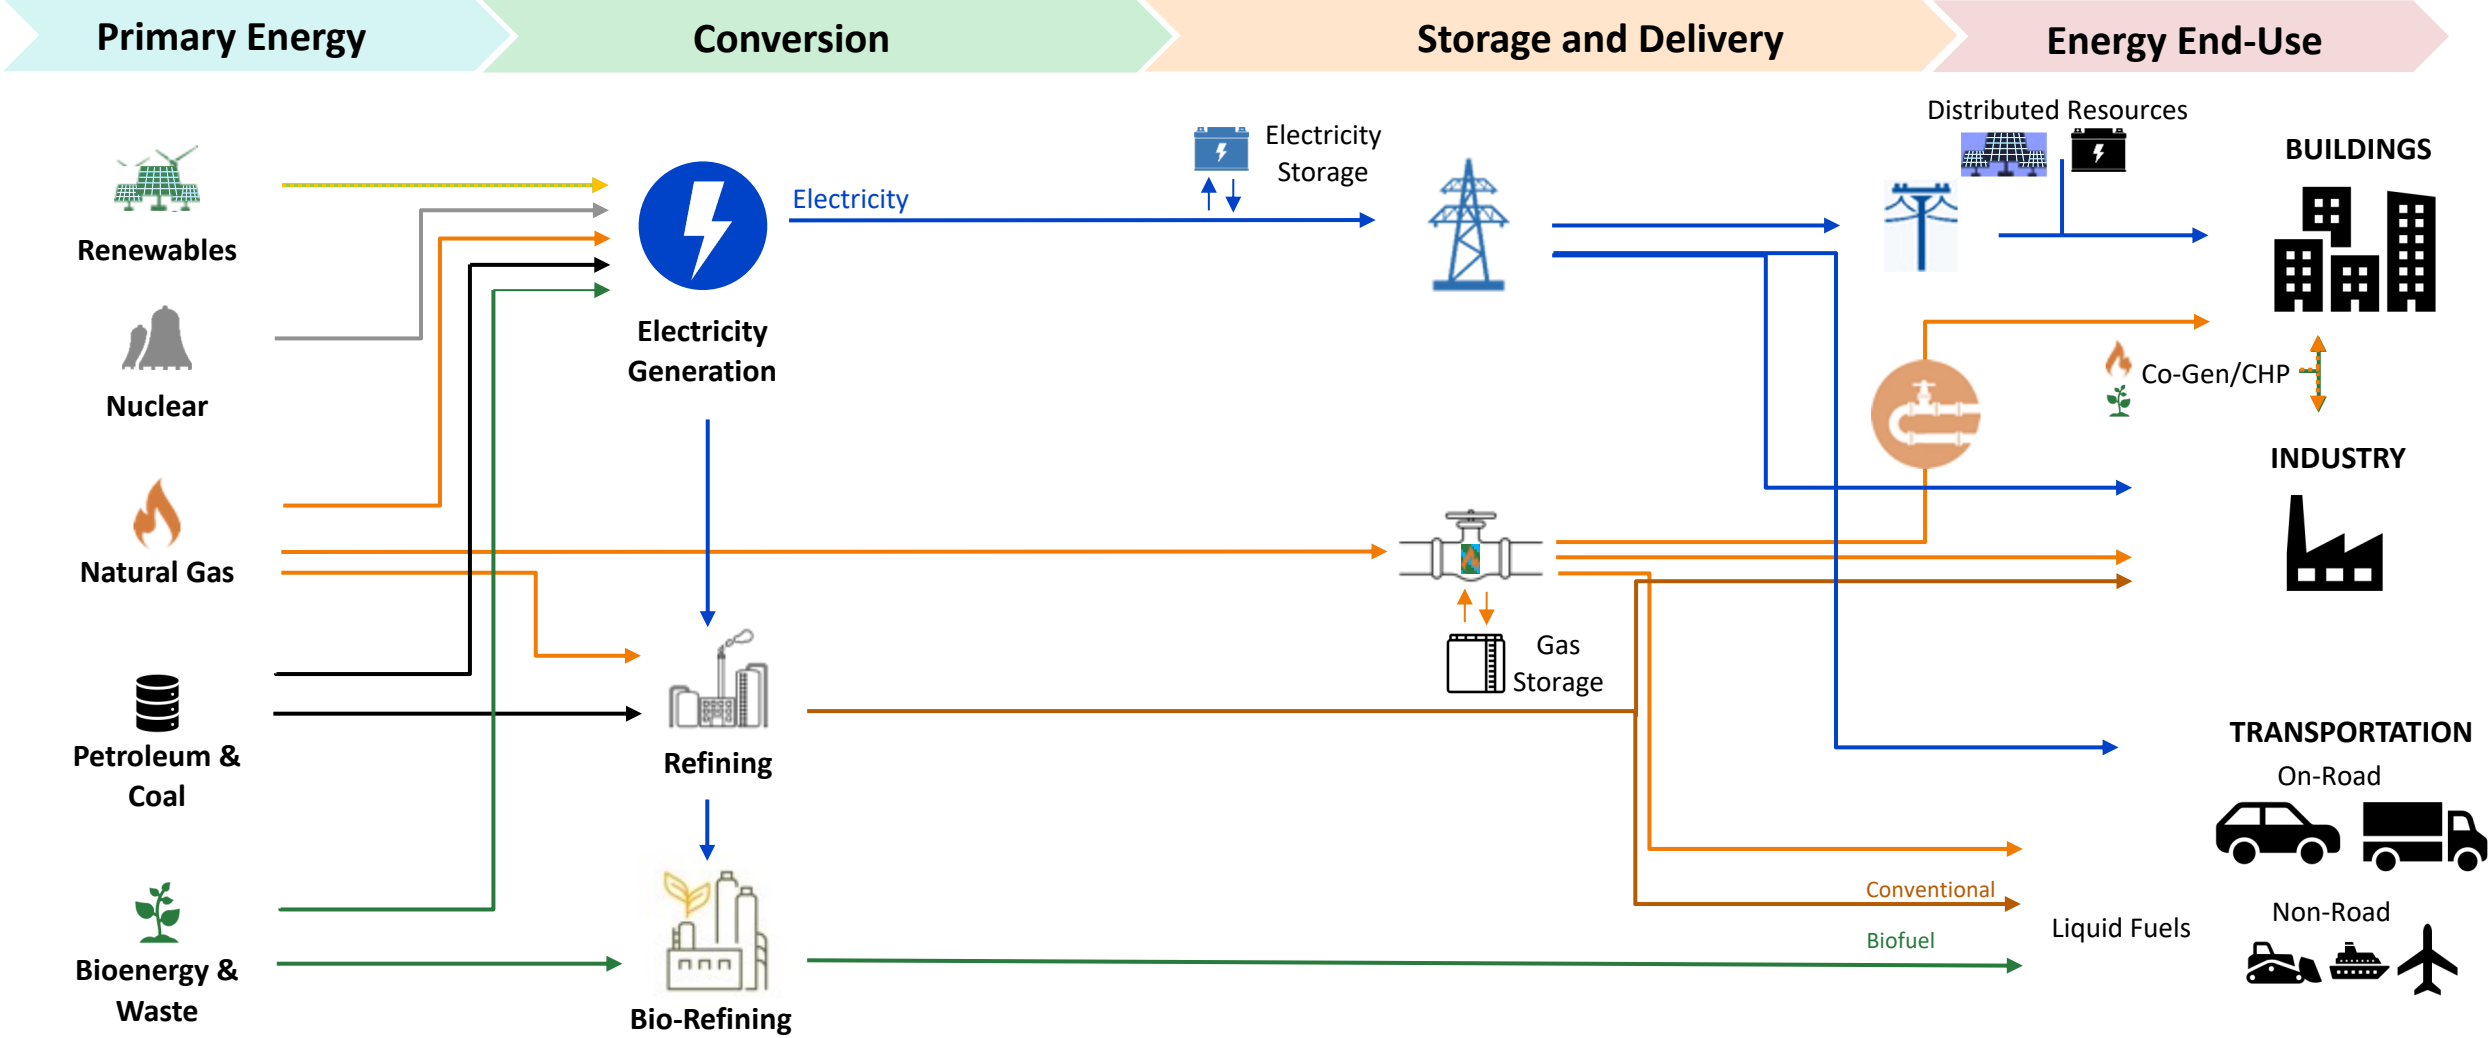 Primary Energy
Conversion
Storage and Delivery
Energy End-Use
Renewables
Nuclear
Natural Gas
Petroleum &
Coal
Bioenergy &
Waste
Electricity
Generation
Refining
Bio-Refining
Electricity
Electricity
Storage
Gas
Storage
Distributed Resources
BUILDINGS
Co-Gen/CHP
INDUSTRY
TRANSPORTATION
On-Road
Conventional
Non-Road
Liquid Fuels
Biofuel